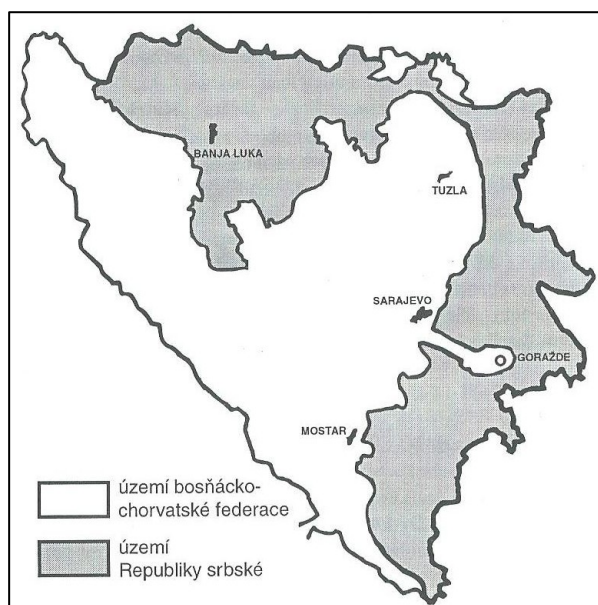 BANJA LUKA
TUZLA
SARAJEVO
GORAŽDE
MOSTAR
území bosňácko-
chorvatské federace
území
Republiky srbské